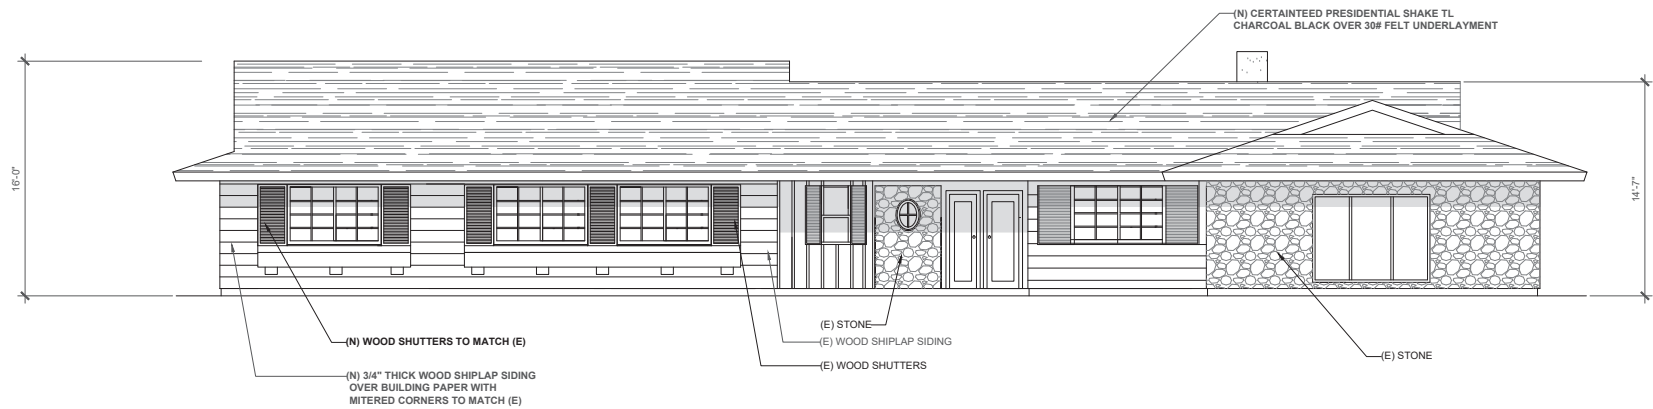 (N) CERTAINTEED PRESIDENTIAL SHAKE TL
CHARCOAL BLACK OVER 30# FELT UNDERLAYMENT
16'-0"
14'-7"
(E) STONE
(N) WOOD SHUTTERS TO MATCH (E)
(E) WOOD SHIPLAP SIDING
(E) STONE
(E) WOOD SHUTTERS
(N) 3/4" THICK WOOD SHIPLAP SIDING
OVER BUILDING PAPER WITH
MITERED CORNERS TO MATCH (E)